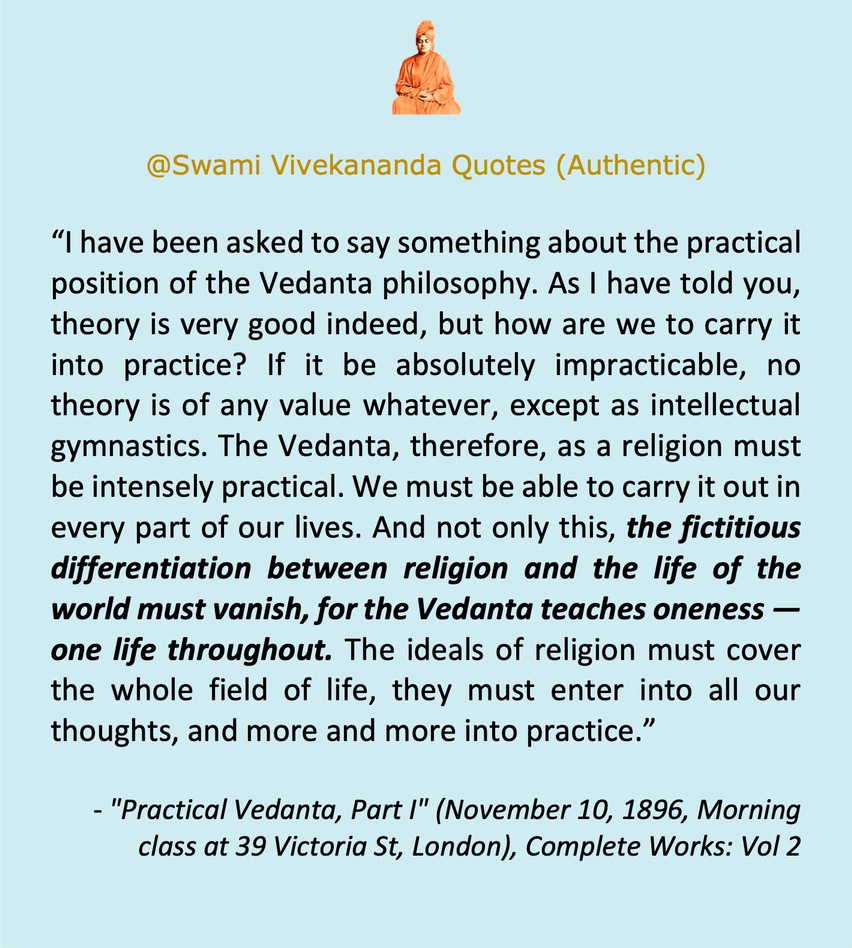 @Swami Vivekananda Quotes (Authentic)
“I have been asked to say something about the practical
position of the Vedanta philosophy. As I have told you,
theory is very good indeed, but how are we to carry it
into practice? If it be absolutely impracticable, no
theory is of any value whatever, except as intellectual
gymnastics. The Vedanta, therefore, as a religion must
be intensely practical. We must be able to carry it out in
every part of our lives. And not only this, the fictitious
differentiation between religion and the life of the
world must vanish, for the Vedanta teaches oneness —
one life throughout. The ideals of religion must cover
the whole field of life, they must enter into all our
thoughts, and more and more into practice.”
- "Practical Vedanta, Part I" (November 10, 1896, Morning
class at 39 Victoria St, London), Complete Works: Vol 2